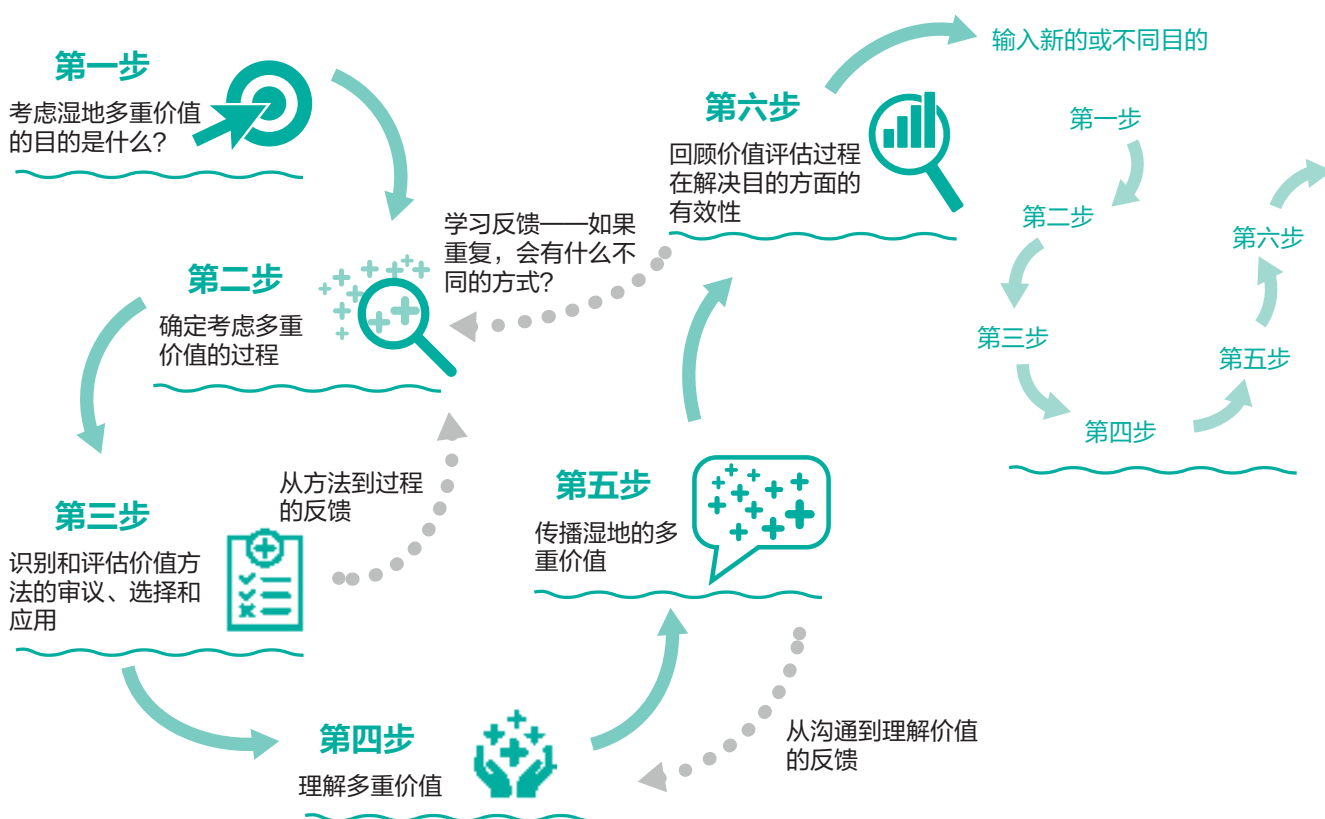 第一步
考虑湿地多重价值
的目的是什么？
第二步
确定考虑多重
价值的过程
学习反馈——如果
重复，会有什么不
同的方式？
第三步
识别和评估价值方
法的审议、选择和
应用
从方法到过程
的反馈
第四步
理解多重价值
第五步
传播湿地的多
重价值
从沟通到理解价值
的反馈
第六步
回顾价值评估过程
在解决目的方面的
有效性
输入新的或不同目的
第一步
第二步
第三步
第四步
第五步
第六步